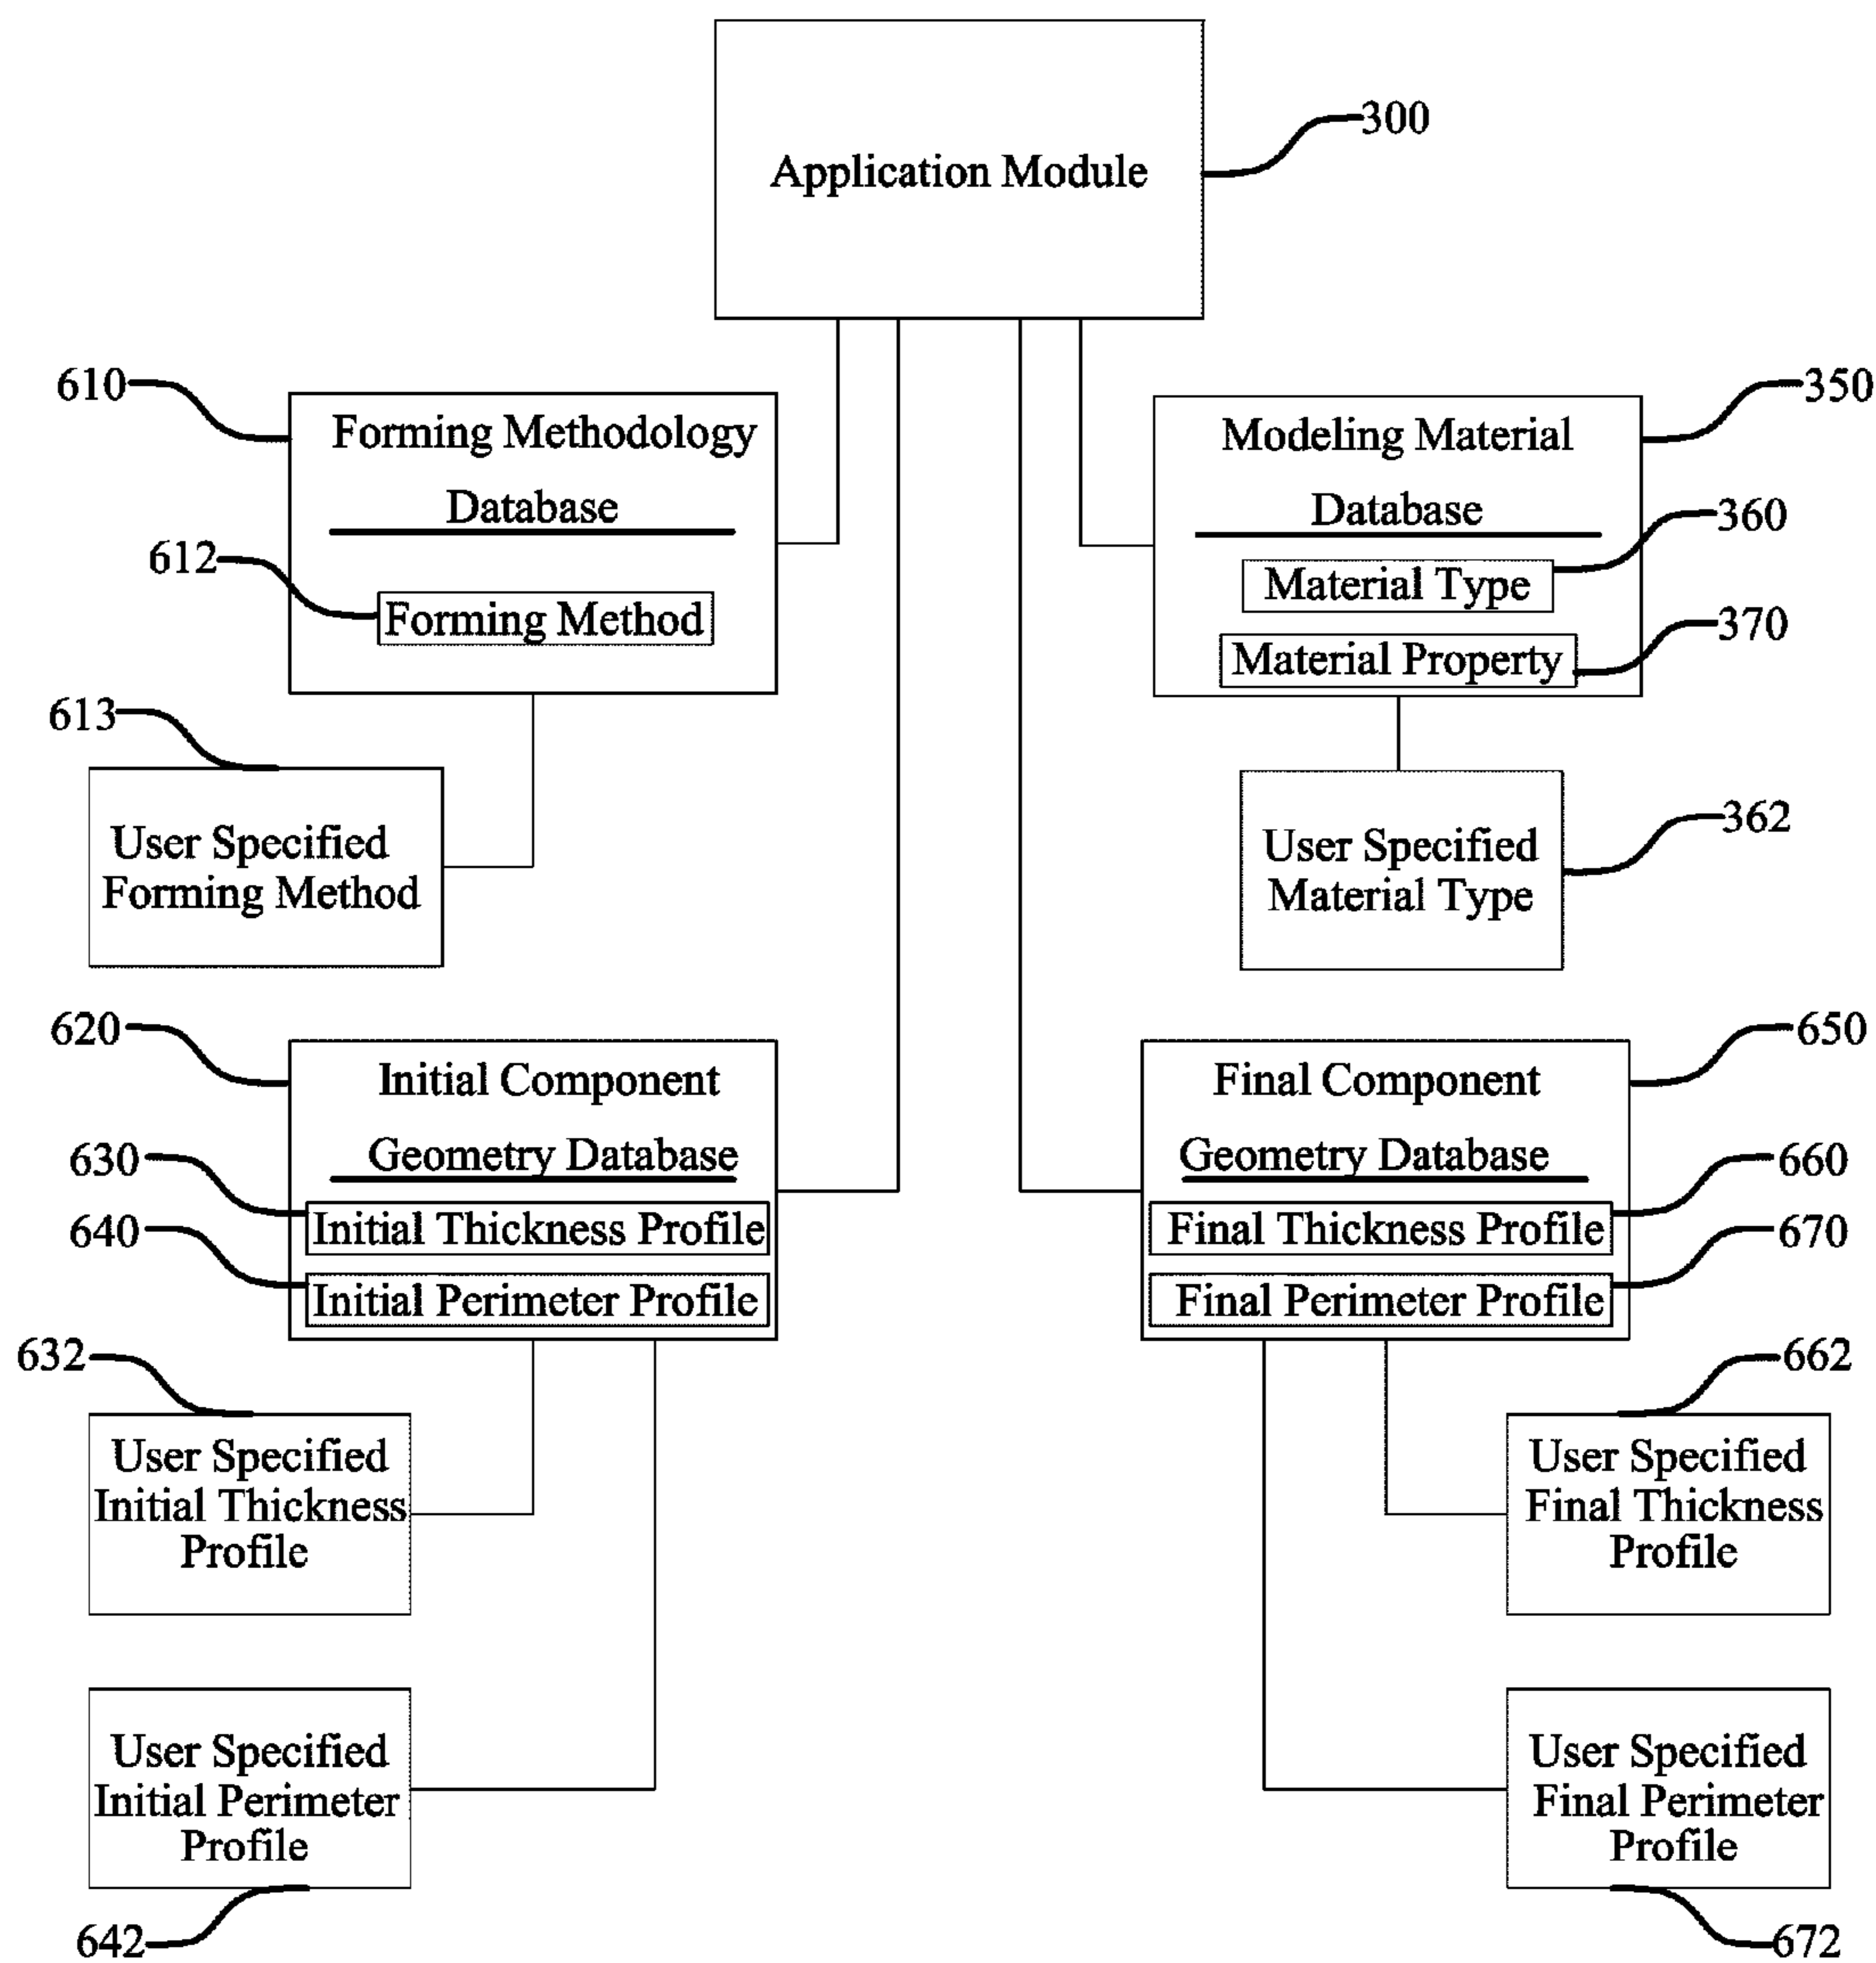 Application Module
300
610
Forming Methodology
Database
612
Forming Method
350
Modeling Material
Database
360
Material Type
370
Material Property
613
User Specified
Forming Method
362
User Specified
Material Type
620
Initial Component
Geometry Database
630
Initial Thickness Profile
640
Initial Perimeter Profile
650
Final Component
Geometry Database
660
Final Thickness Profile
670
Final Perimeter Profile
632
User Specified
Initial Thickness
Profile
662
User Specified
Final Thickness
Profile
User Specified
Initial Perimeter
Profile
642
User Specified
Final Perimeter
Profile
672